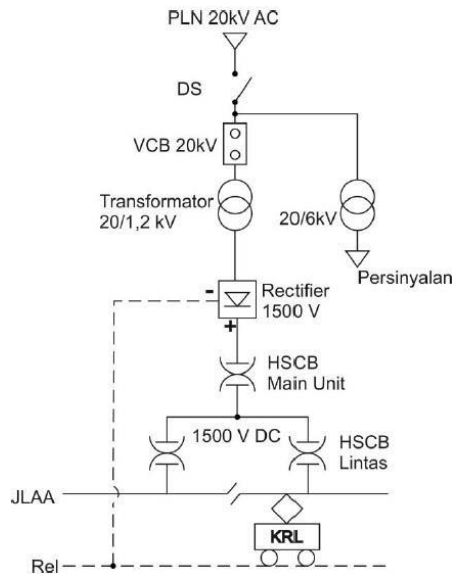 PLN 20kV AC
DS
VCB 20kV
Transformator
20/1,2 kV
20/6kV
Persinyalan
-
Rectifier
1500 V
+
HSCB
Main Unit
1500 V DC
HSCB
Lintas
JLAA
KRL
Rel